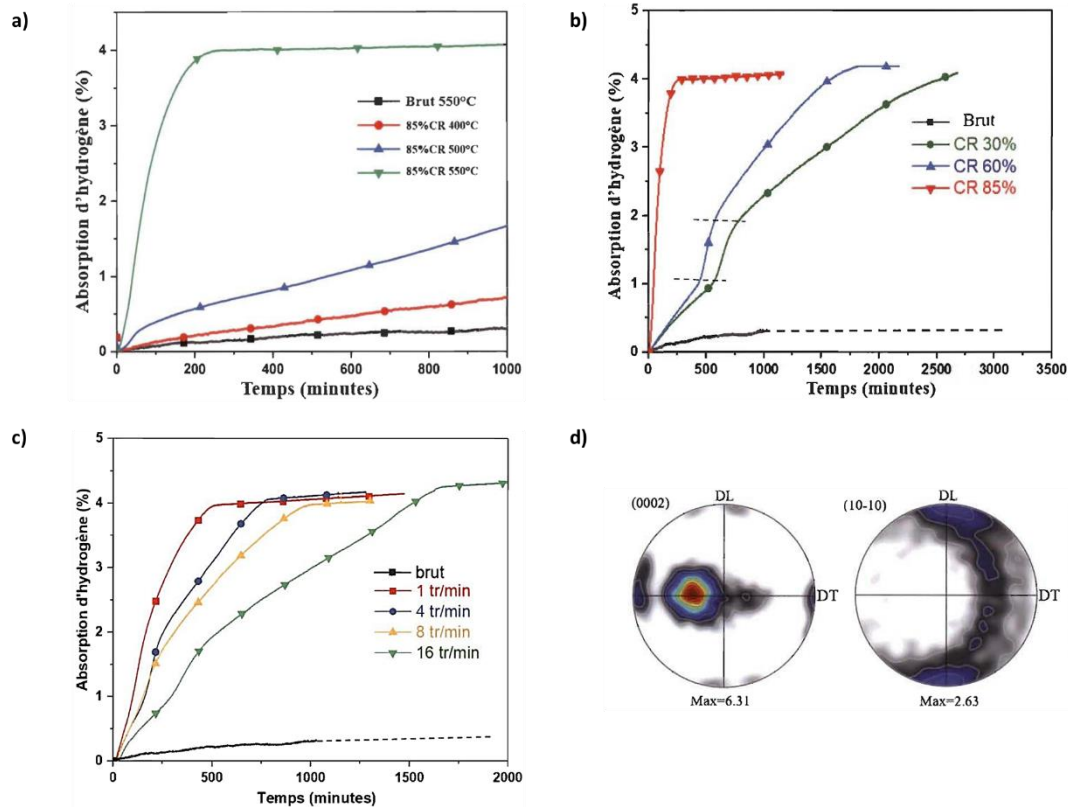 a)
Absorption d'hydrogène (%)
4
3
2
1
0
0
200
400
600
800
1000
Temps (minutes)
Brut 550°C
85%CR 400°C
85%CR 500°C
85%CR 550°C
b)
Absorption d'hydrogène (%)
5
4
3
2
1
0
0
500
1000
1500
2000
2500
3000
3500
Temps (minutes)
Brut
CR 30%
CR 60%
CR 85%
c)
Absorption d'hydrogène (%)
5
4
3
2
1
0
0
500
1000
1500
2000
Temps (minutes)
brut
1 tr/min
4 tr/min
8 tr/min
16 tr/min
d)
(0002)
DL
DT
Max=6.31
(10-10)
DL
DT
Max=2.63